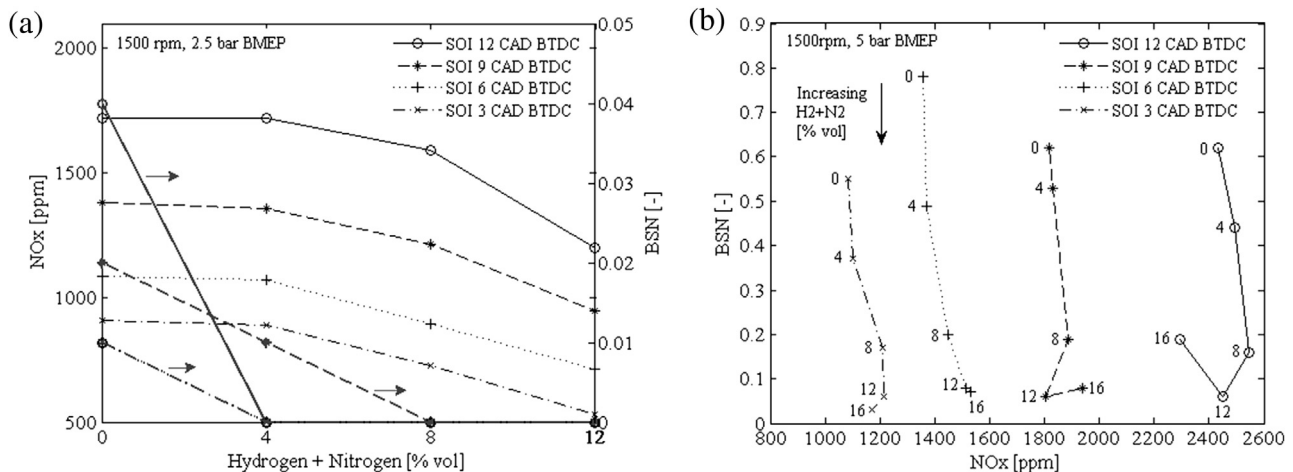 (a)
1500 rpm, 2.5 bar BMEP
SOI 12 CAD BTDC
SOI 9 CAD BTDC
SOI 6 CAD BTDC
SOI 3 CAD BTDC
2000
1500
1000
500
NOx [ppm]
0.05
0.04
0.03
0.02
0.01
0
BSN [-]
0 4 8 12
Hydrogen + Nitrogen [% vol]
(b)
1500rpm, 5 bar BMEP
SOI 12 CAD BTDC
SOI 9 CAD BTDC
SOI 6 CAD BTDC
SOI 3 CAD BTDC
Increasing
H2+N2
[% vol]
0.9
0.8
0.7
0.6
0.5
0.4
0.3
0.2
0.1
0
BSN [-]
0
4
8
12
16
0
4
8
12
16
0
4
8
12
16
0
4
8
12
16
800 1000 1200 1400 1600 1800 2000 2200 2400 2600
NOx [ppm]